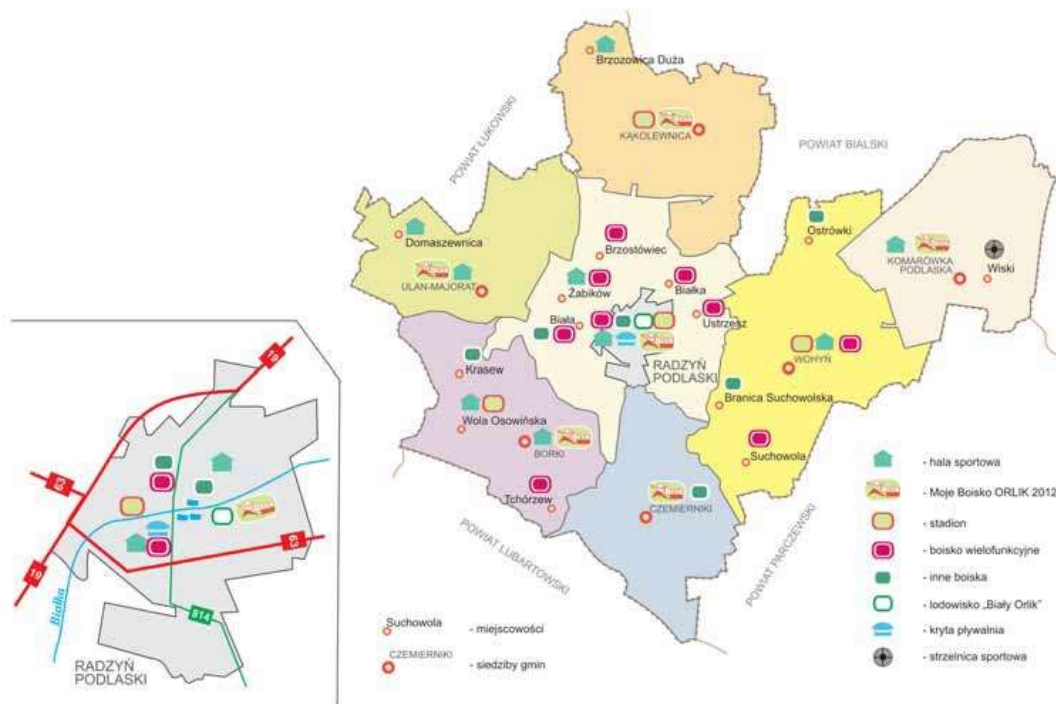 Brzozowica Duża
KĄKOLEWNICA
POWIAT ŁUKOWSKI
POWIAT BIALSKI
Domaszewnica
ULAN-MAJORAT
Brzostówiec
Żabików
Białka
Biała
Ustrzesz
RADZYŃ
PODLASKI
Ostrówki
KOMARÓWKA
PODLASKA
Wiski
WOHYŃ
Krasew
Wola Osowińska
BORKI
Tchórzew
Branica Suchowolska
Suchowola
CZEMIERNIKI
POWIAT LUBARTOWSKI
POWIAT PARCZEWSKI
19
63
63
19
814
Białka
RADZYŃ
PODLASKI
Suchowola - miejscowości
CZEMIERNIKI - siedziby gmin
- hala sportowa
- Moje Boisko ORLIK 2012
- stadion
- boisko wielofunkcyjne
- inne boiska
- lodowisko „Biały Orlik"
- kryta pływalnia
- strzelnica sportowa